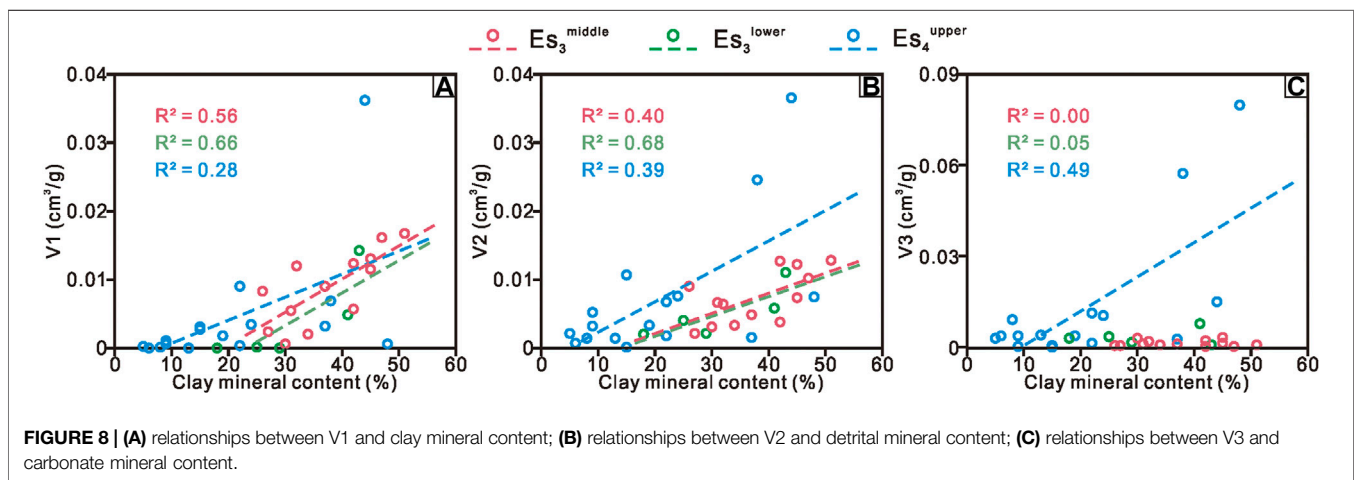 Es₃ᵐⁱᵈᵈˡᵉ Es₃ˡᵒʷᵉʳ Es₄ᵘᵖᵖᵉʳ
A
R² = 0.56
R² = 0.66
R² = 0.28
0.04
0.03
0.02
0.01
0
V1 (cm³/g)
0 10 20 30 40 50 60
Clay mineral content (%)
B
R² = 0.40
R² = 0.68
R² = 0.39
0.04
0.03
0.02
0.01
0
V2 (cm³/g)
0 10 20 30 40 50 60
Clay mineral content (%)
C
R² = 0.00
R² = 0.05
R² = 0.49
0.09
0.06
0.03
0
V3 (cm³/g)
0 10 20 30 40 50 60
Clay mineral content (%)
FIGURE 8 | (A) relationships between V1 and clay mineral content; (B) relationships between V2 and detrital mineral content; (C) relationships between V3 and
carbonate mineral content.